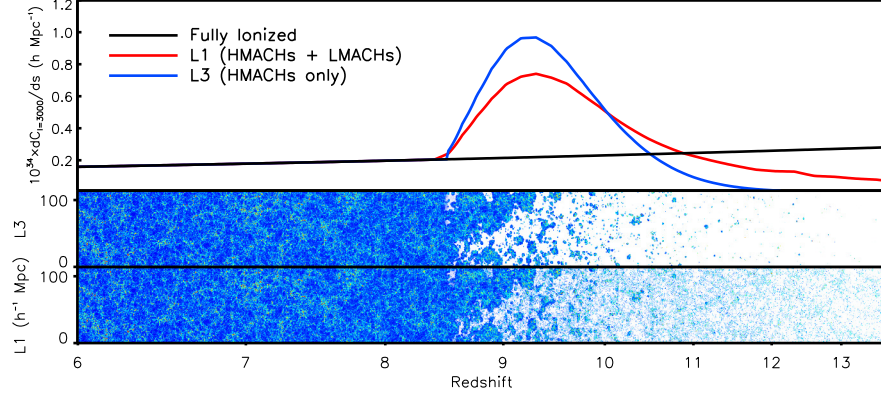 1.2
1.0
0.8
0.6
0.4
0.2
10³⁴×dCₗ₌₃₀₀₀/ds (h Mpc⁻¹)
Fully Ionized
L1 (HMACHs + LMACHs)
L3 (HMACHs only)
100
0
L3
100
0
L1 (h⁻¹ Mpc)
6 7 8 9 10 11 12 13
Redshift